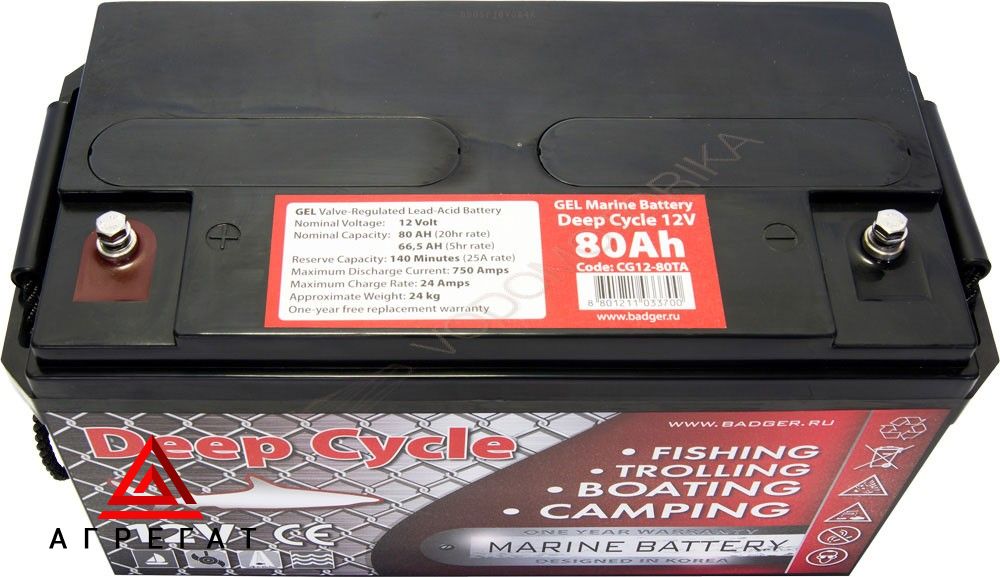 GEL Valve-Regulated Lead-Acid Battery
Nominal Voltage: 12 Volt
Nominal Capacity: 80 AH (20hr rate)
66,5 AH (5hr rate)
Reserve Capacity: 140 Minutes (25A rate)
Maximum Discharge Current: 750 Amps
Maximum Charge Rate: 24 Amps
Approximate Weight: 24 kg
One-year free replacement warranty
GEL Marine Battery
Deep Cycle 12V
80Ah
Code: CG12-80TA
8 801211 033700
www.badger.ru
Deep Cycle
WWW.BADGER.RU
• FISHING
• TROLLING
• BOATING
• CAMPING
ONE YEAR WARRANTY
MARINE BATTERY
DESIGNED IN KOREA
CE
АГРЕГАТ